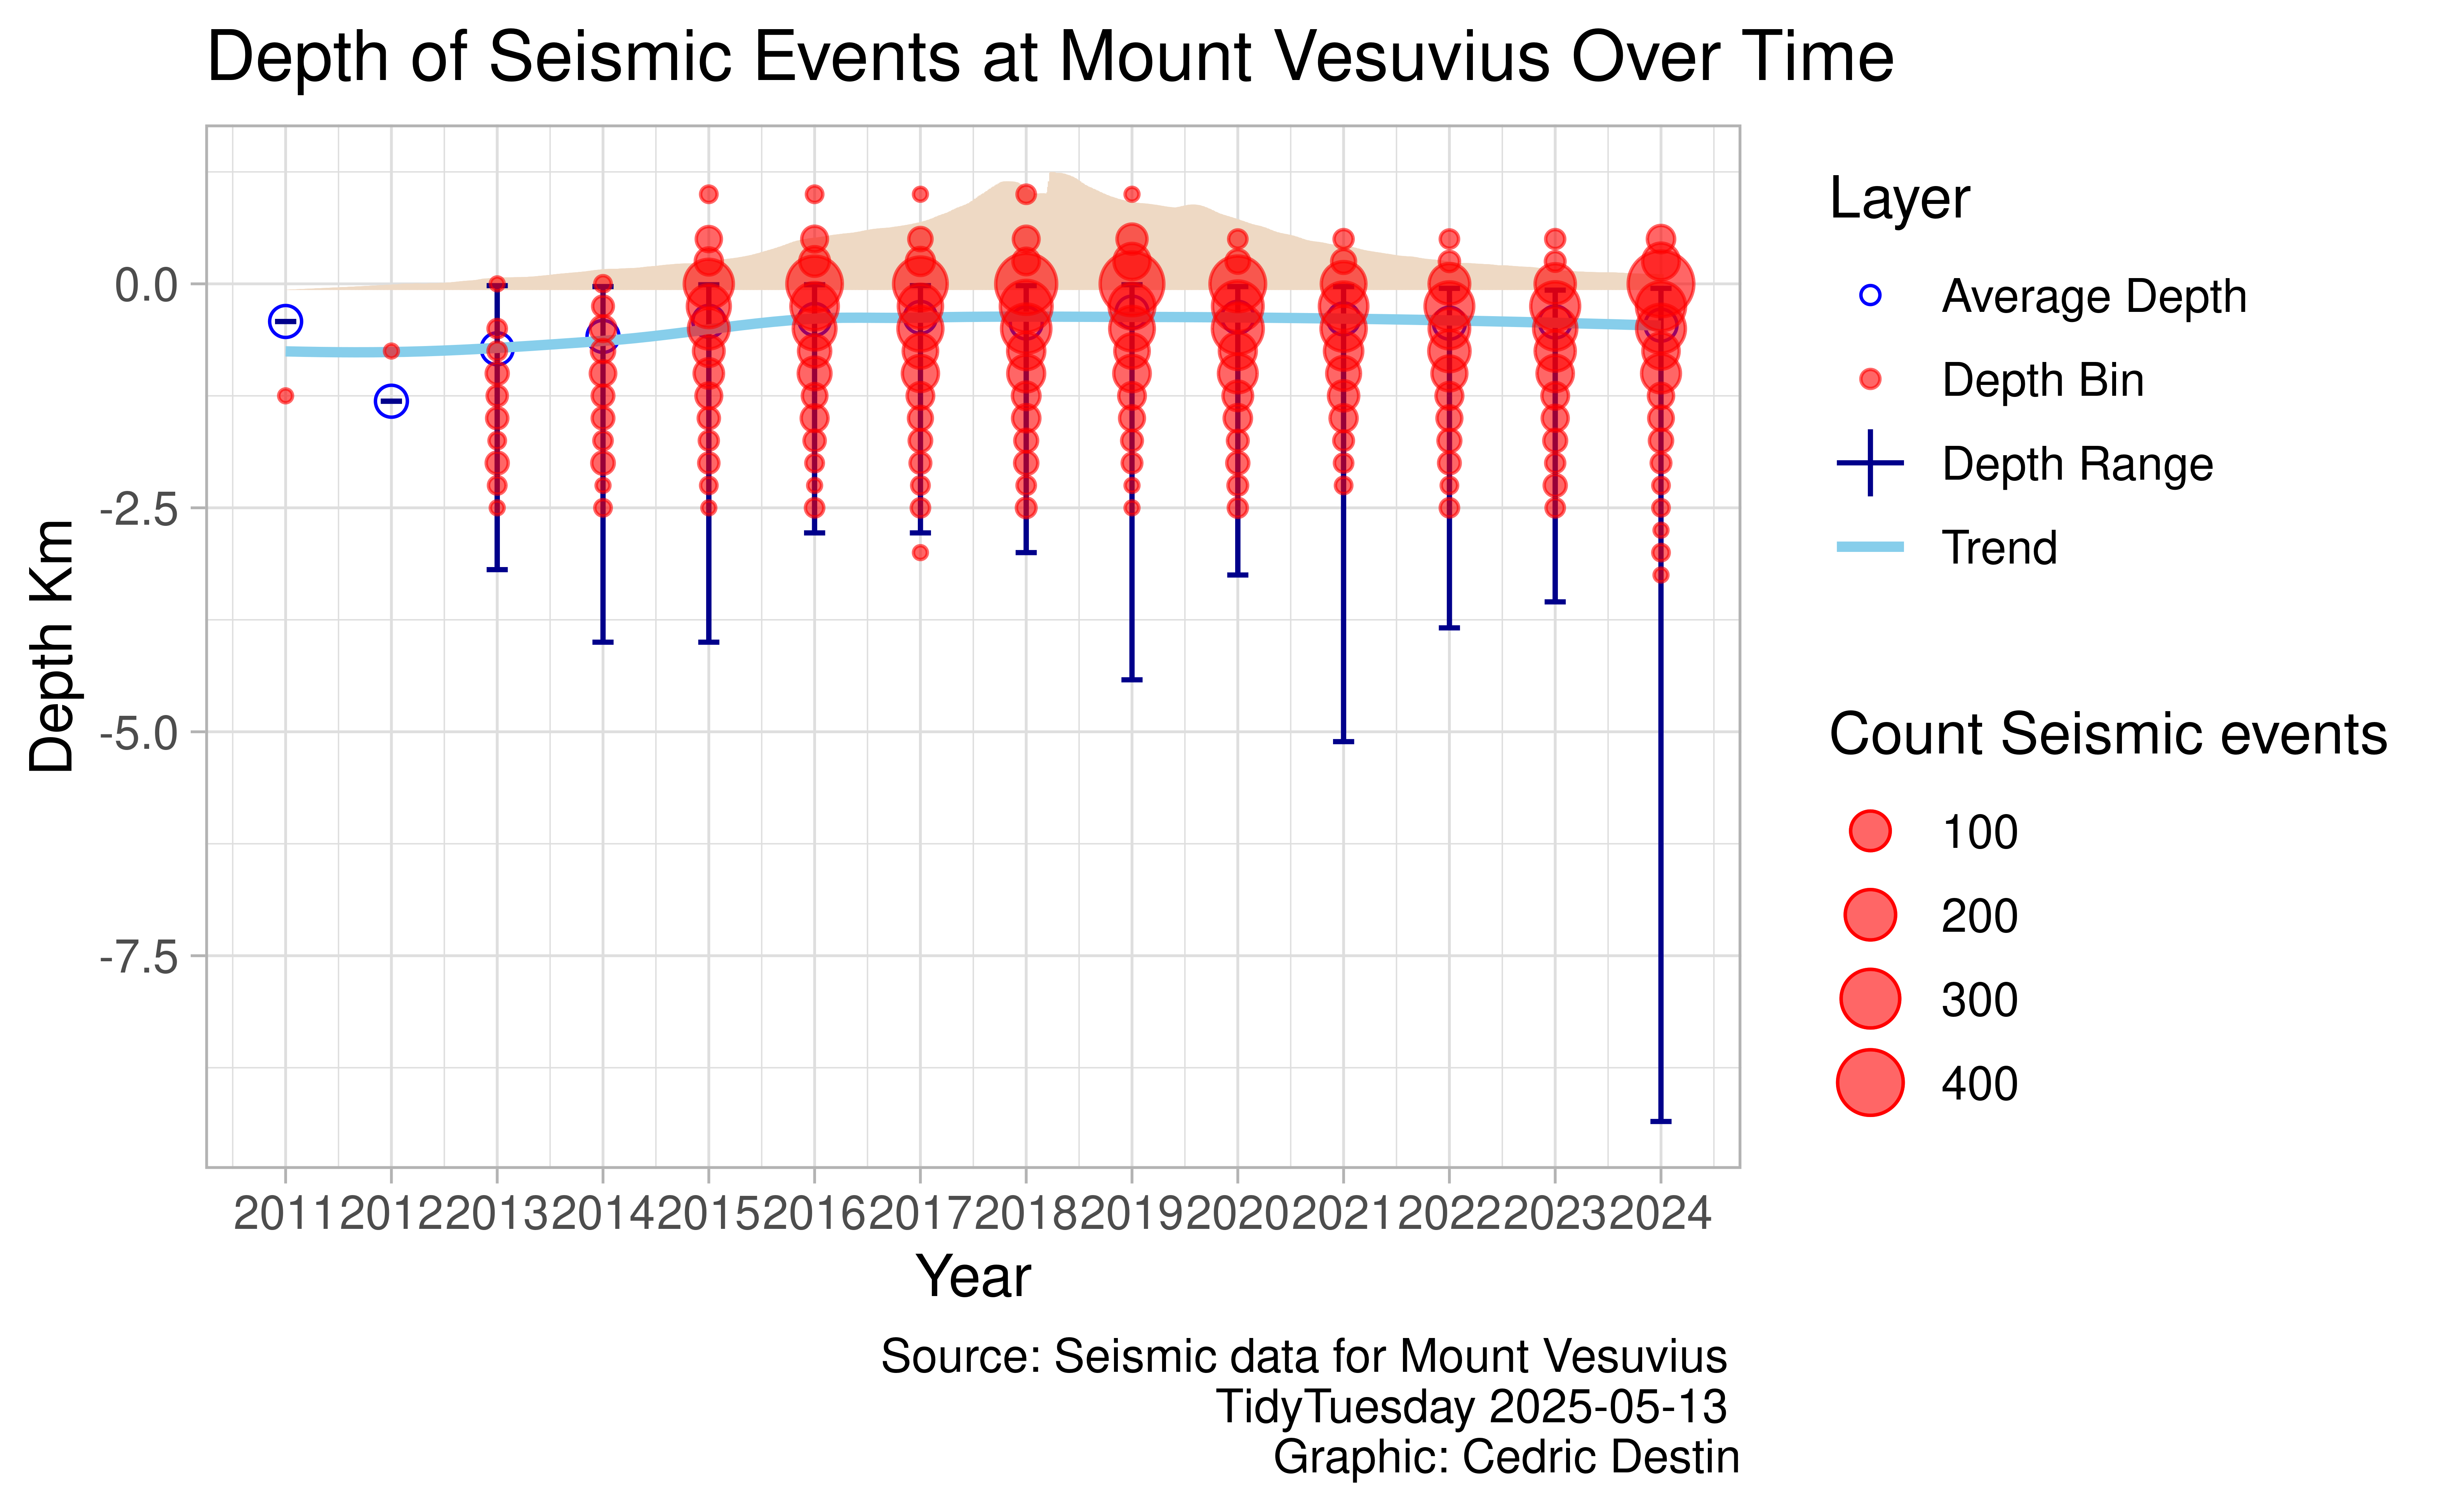 Depth of Seismic Events at Mount Vesuvius Over Time
Depth Km
0.0
-2.5
-5.0
-7.5
2011 2012 2013 2014 2015 2016 2017 2018 2019 2020 2021 2022 2023 2024
Year
Layer
Average Depth
Depth Bin
Depth Range
Trend
Count Seismic events
100
200
300
400
Source: Seismic data for Mount Vesuvius
TidyTuesday 2025-05-13
Graphic: Cedric Destin